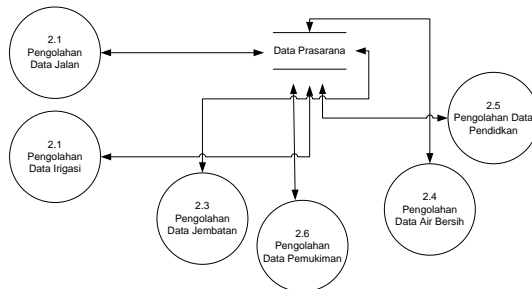 2.1
Pengolahan
Data Jalan
Data Prasarana
2.5
Pengolahan Data
Pendidkan
2.1
Pengolahan
Data Irigasi
2.3
Pengolahan
Data Jembatan
2.4
Pengolahan
Data Air Bersih
2.6
Pengolahan
Data Pemukiman